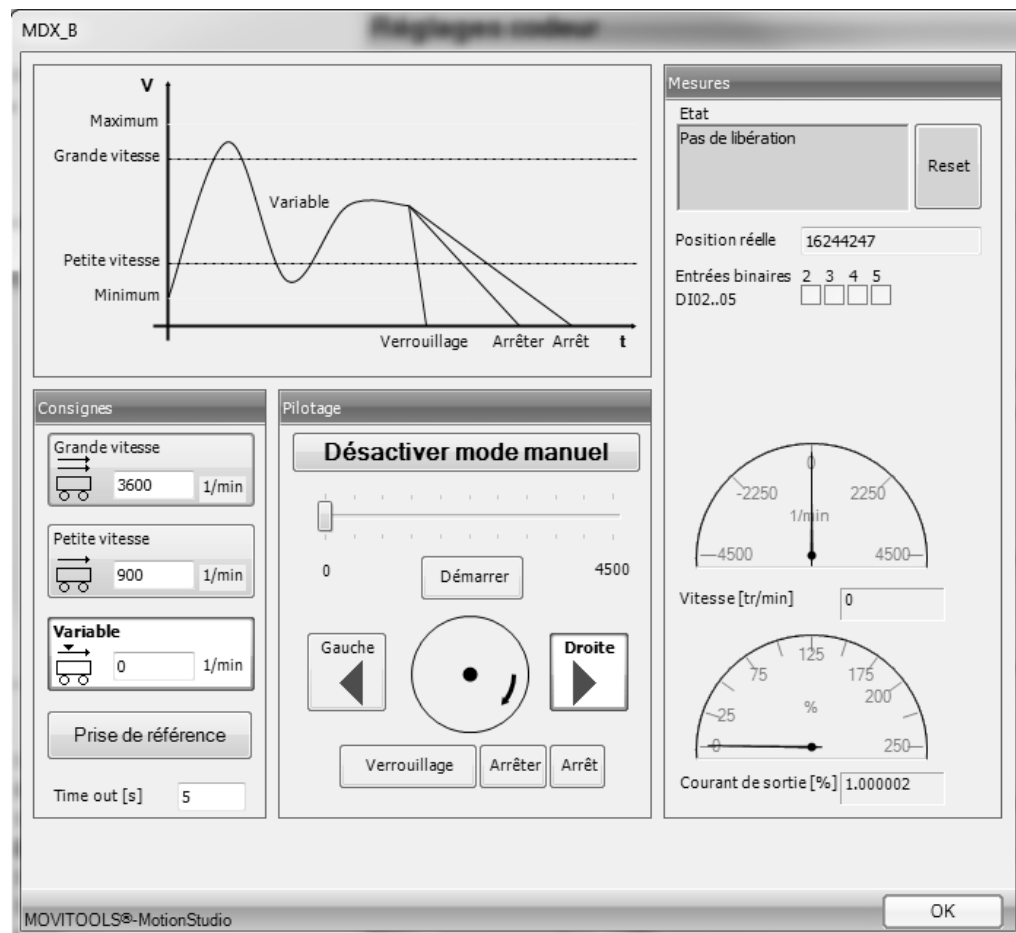 MDX_B
Réglages codeur
V
Maximum
Grande vitesse
Variable
Petite vitesse
Minimum
Verrouillage Arrêter Arrêt t
Consignes
Grande vitesse
3600 1/min
Petite vitesse
900 1/min
Variable
0 1/min
Prise de référence
Time out [s] 5
Pilotage
Désactiver mode manuel
0 Démarrer 4500
Gauche Droite
Verrouillage Arrêter Arrêt
Mesures
Etat
Pas de libération
Reset
Position réelle 16244247
Entrées binaires 2 3 4 5
DI02..05
0
-2250 2250
1/min
-4500 4500
Vitesse [tr/min] 0
125
75 175
200
%
25
0 250
Courant de sortie [%] 1.000002
OK
MOVITOOLS®-MotionStudio